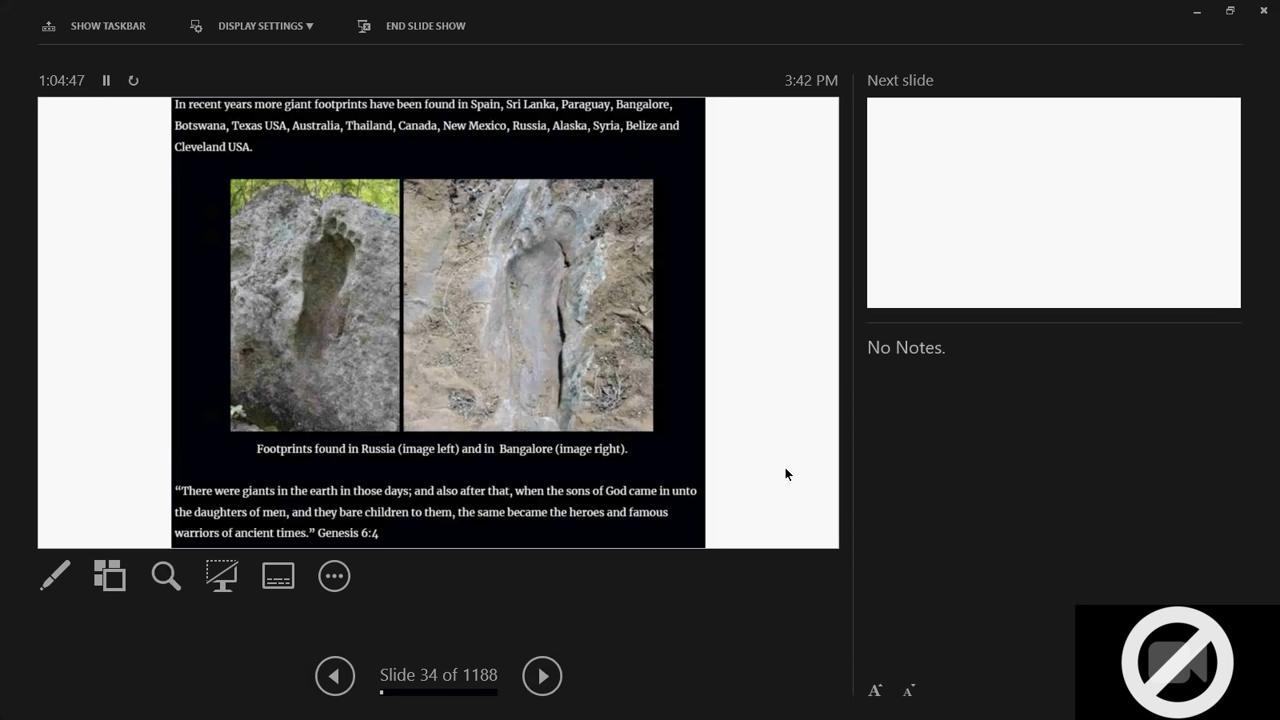 SHOW TASKBAR
DISPLAY SETTINGS ▼
END SLIDE SHOW
1:04:47
3:42 PM
Next slide
In recent years more giant footprints have been found in Spain, Sri Lanka, Paraguay, Bangalore,
Botswana, Texas USA, Australia, Thailand, Canada, New Mexico, Russia, Alaska, Syria, Belize and
Cleveland USA.
Footprints found in Russia (image left) and in Bangalore (image right).
“There were giants in the earth in those days; and also after that, when the sons of God came in unto
the daughters of men, and they bare children to them, the same became the heroes and famous
warriors of ancient times.” Genesis 6:4
No Notes.
Slide 34 of 1188
A A